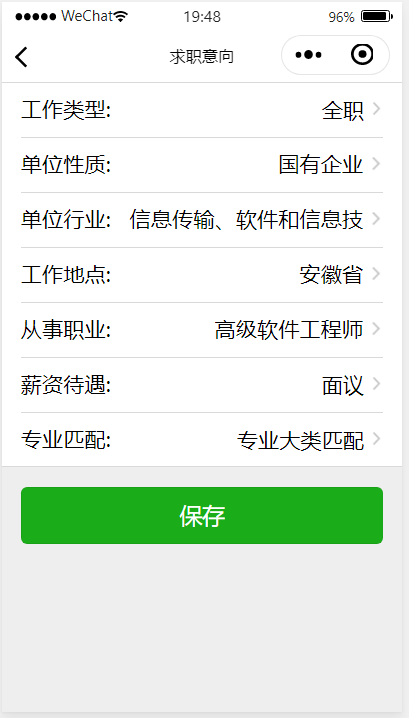 WeChat 19:48 96%
求职意向
工作类型: 全职
单位性质: 国有企业
单位行业: 信息传输、软件和信息技
工作地点: 安徽省
从事职业: 高级软件工程师
薪资待遇: 面议
专业匹配: 专业大类匹配
保存